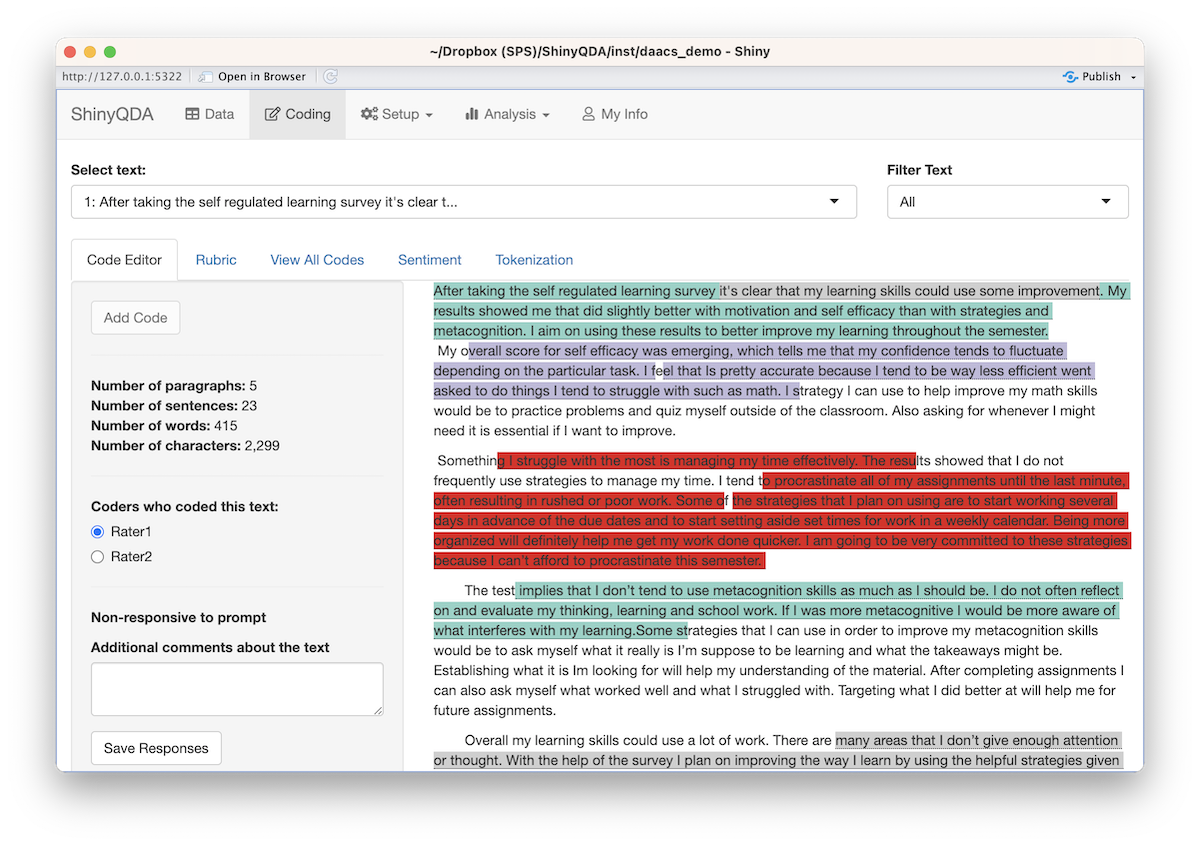 ~/Dropbox (SPS)/ShinyQDA/inst/daacs_demo - Shiny
http://127.0.0.1:5322 Open in Browser Publish
ShinyQDA Data Coding Setup Analysis My Info
Select text: Filter Text
1: After taking the self regulated learning survey it's clear t... All
Code Editor Rubric View All Codes Sentiment Tokenization
Add Code
Number of paragraphs: 5
Number of sentences: 23
Number of words: 415
Number of characters: 2,299
Coders who coded this text:
Rater1
Rater2
Non-responsive to prompt
Additional comments about the text
Save Responses
After taking the self regulated learning survey it's clear that my learning skills could use some improvement. My
results showed me that did slightly better with motivation and self efficacy than with strategies and
metacognition. I aim on using these results to better improve my learning throughout the semester.
My overall score for self efficacy was emerging, which tells me that my confidence tends to fluctuate
depending on the particular task. I feel that Is pretty accurate because I tend to be way less efficient went
asked to do things I tend to struggle with such as math. I strategy I can use to help improve my math skills
would be to practice problems and quiz myself outside of the classroom. Also asking for whenever I might
need it is essential if I want to improve.
Something I struggle with the most is managing my time effectively. The results showed that I do not
frequently use strategies to manage my time. I tend to procrastinate all of my assignments until the last minute,
often resulting in rushed or poor work. Some of the strategies that I plan on using are to start working several
days in advance of the due dates and to start setting aside set times for work in a weekly calendar. Being more
organized will definitely help me get my work done quicker. I am going to be very committed to these strategies
because I can't afford to procrastinate this semester.
The test implies that I don't tend to use metacognition skills as much as I should be. I do not often reflect
on and evaluate my thinking, learning and school work. If I was more metacognitive I would be more aware of
what interferes with my learning.Some strategies that I can use in order to improve my metacognition skills
would be to ask myself what it really is I'm suppose to be learning and what the takeaways might be.
Establishing what it is Im looking for will help my understanding of the material. After completing assignments I
can also ask myself what worked well and what I struggled with. Targeting what I did better at will help me for
future assignments.
Overall my learning skills could use a lot of work. There are many areas that I don't give enough attention
or thought. With the help of the survey I plan on improving the way I learn by using the helpful strategies given